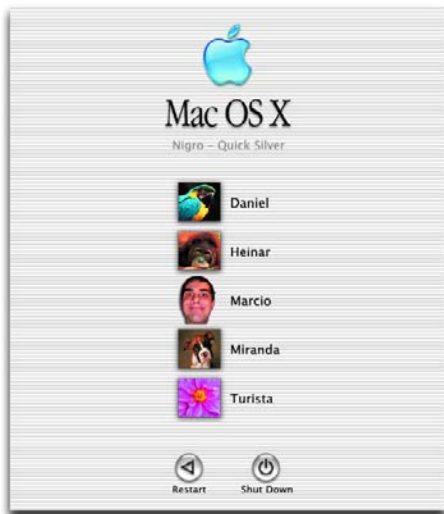 Mac OS X
Nigro – Quick Silver
Daniel
Heinar
Marcio
Miranda
Turista
Restart Shut Down